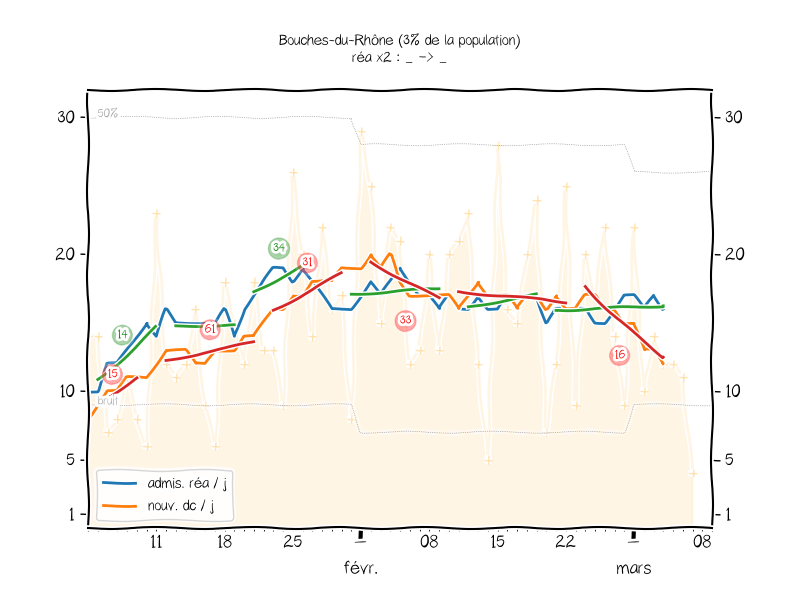 Bouches-du-Rhône (3% de la population)
réa x2 : _ -> _
30
50%
30
20
34
31
20
14
61
33
15
16
10
bruit
10
5
5
admis. réa / j
nouv. dc / j
1
1
11 18 25 1 08 15 22 1 08
févr. mars